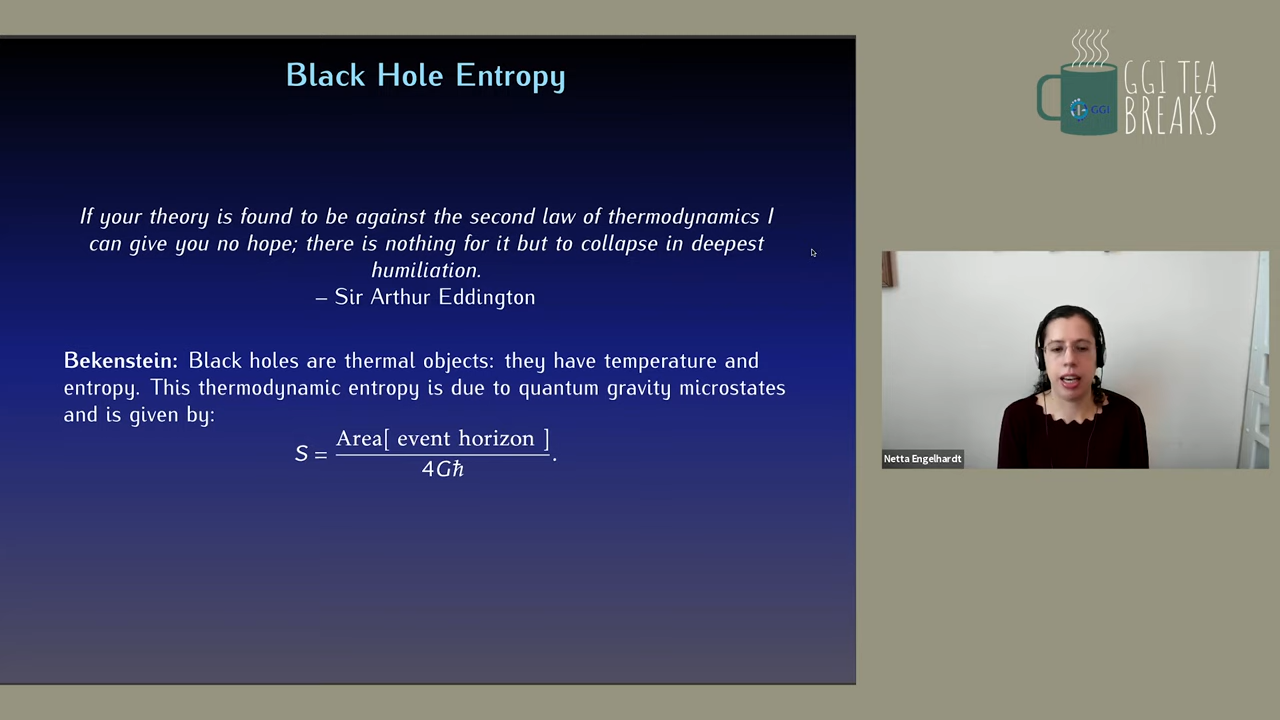 Black Hole Entropy
If your theory is found to be against the second law of thermodynamics I
can give you no hope; there is nothing for it but to collapse in deepest
humiliation.
– Sir Arthur Eddington
Bekenstein: Black holes are thermal objects: they have temperature and
entropy. This thermodynamic entropy is due to quantum gravity microstates
and is given by:
S = Area[ event horizon ] / 4Għ.
GGI TEA
BREAKS
GGI
Netta Engelhardt